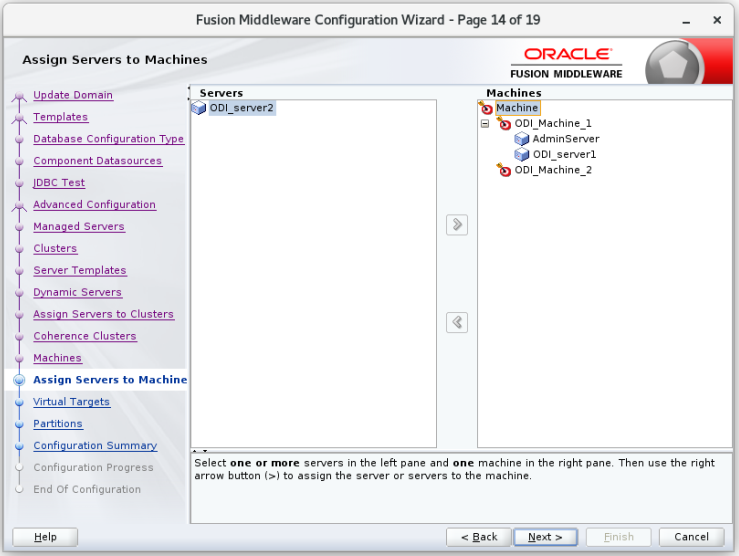 Fusion Middleware Configuration Wizard - Page 14 of 19
Assign Servers to Machines
ORACLE
FUSION MIDDLEWARE
Update Domain
Templates
Database Configuration Type
Component Datasources
JDBC Test
Advanced Configuration
Managed Servers
Clusters
Server Templates
Dynamic Servers
Assign Servers to Clusters
Coherence Clusters
Machines
Assign Servers to Machine
Virtual Targets
Partitions
Configuration Summary
Configuration Progress
End Of Configuration
Servers
ODI_server2
Machines
Machine
ODI_Machine_1
AdminServer
ODI_server1
ODI_Machine_2
Select one or more servers in the left pane and one machine in the right pane. Then use the right
arrow button (>) to assign the server or servers to the machine.
Help
< Back
Next >
Finish
Cancel